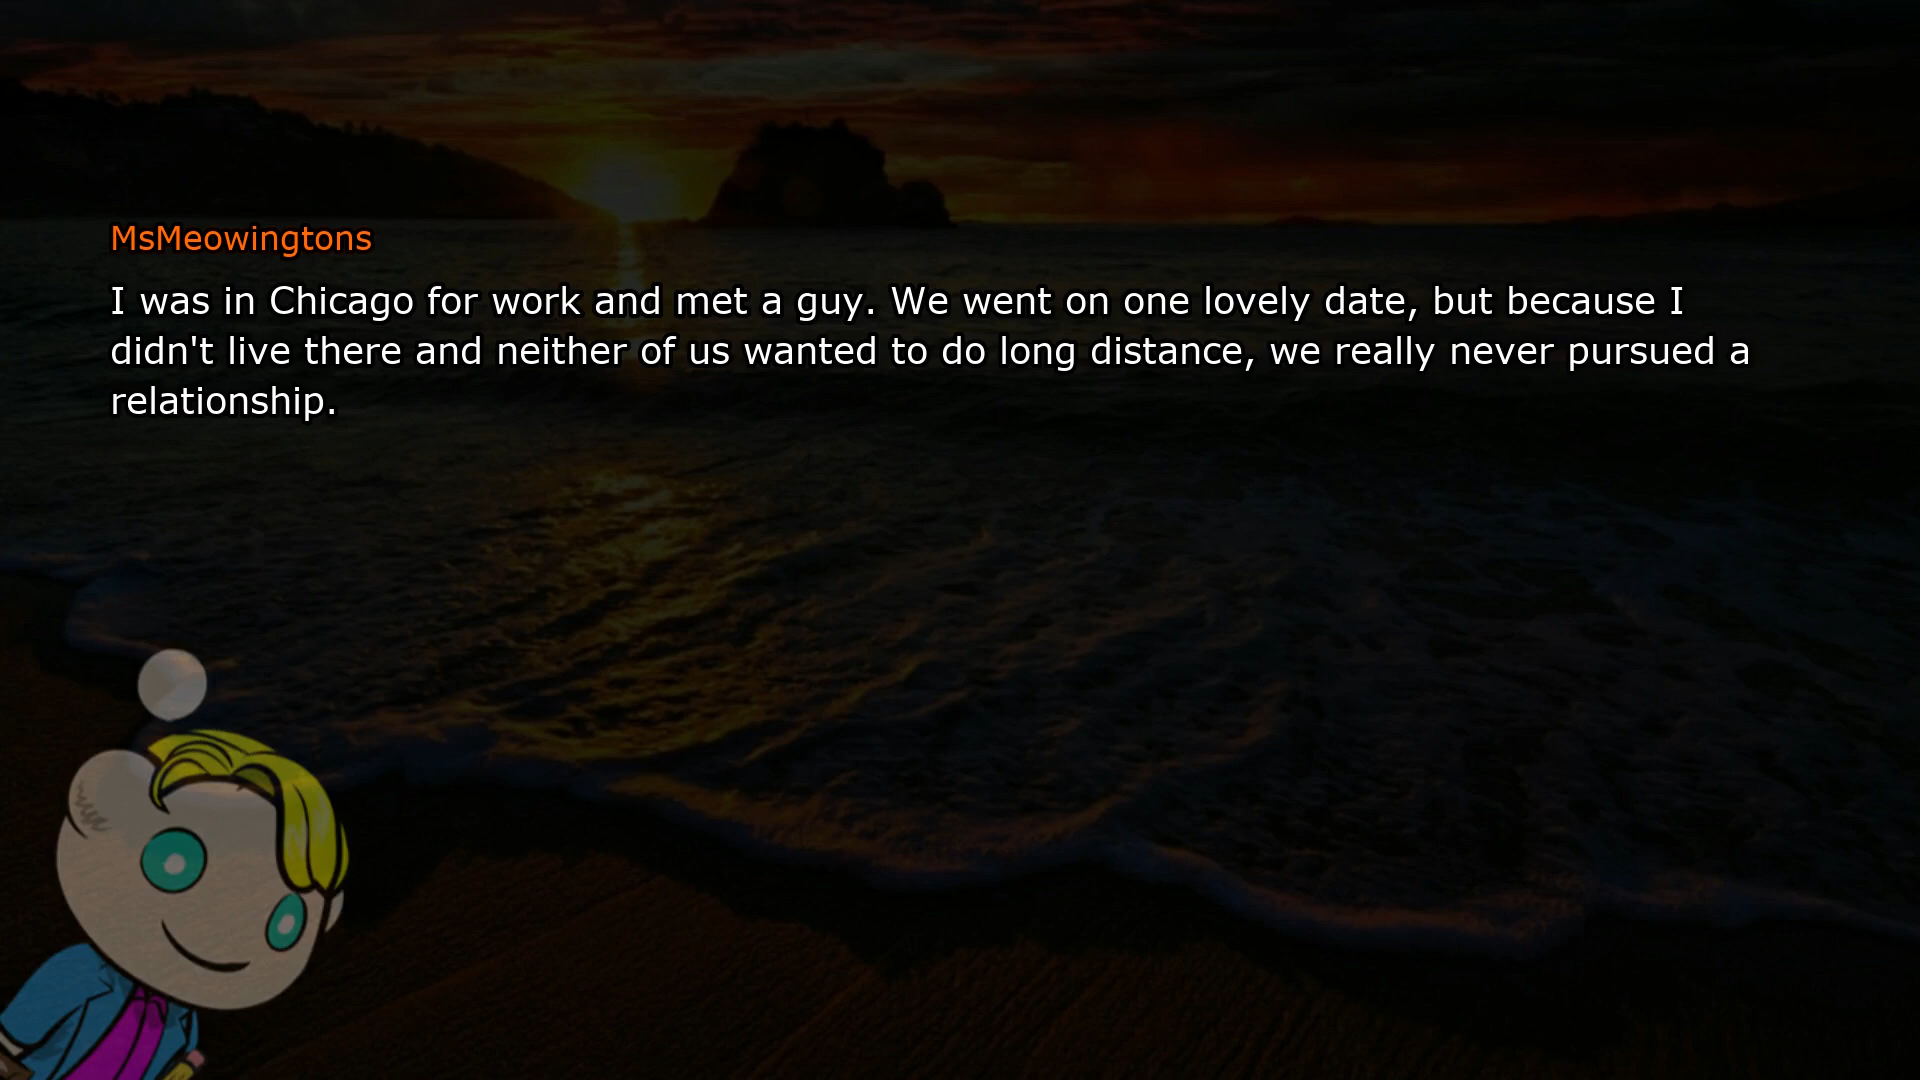 MsMeowingtons
I was in Chicago for work and met a guy. We went on one lovely date, but because I
didn't live there and neither of us wanted to do long distance, we really never pursued a
relationship.